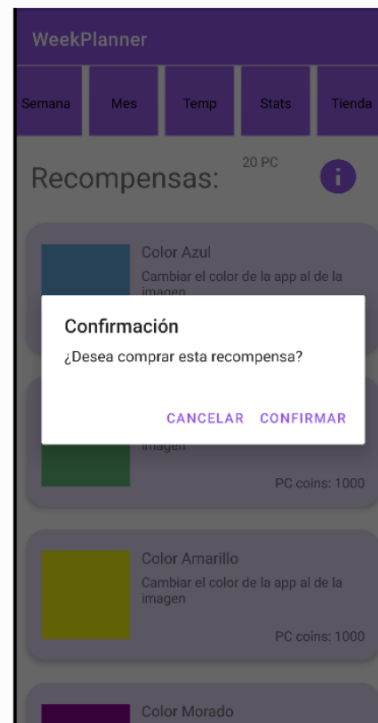 WeekPlanner
Semana
Mes
Temp
Stats
Tienda
Recompensas:
20 PC
i
Color Azul
Cambiar el color de la app al de la
imagen
Confirmación
¿Desea comprar esta recompensa?
CANCELAR
CONFIRMAR
imagen
PC coins: 1000
Color Amarillo
Cambiar el color de la app al de la
imagen
PC coins: 1000
Color Morado